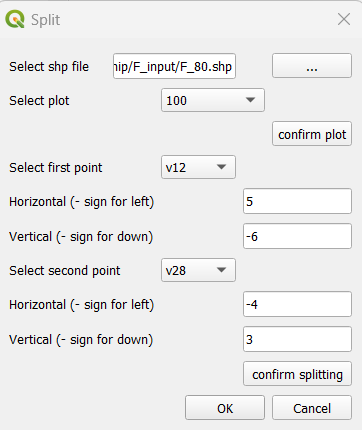 Split
Select shp file nip/F_input/F_80.shp ...
Select plot 100
confirm plot
Select first point v12
Horizontal (- sign for left) 5
Vertical (- sign for down) -6
Select second point v28
Horizontal (- sign for left) -4
Vertical (- sign for down) 3
confirm splitting
OK Cancel